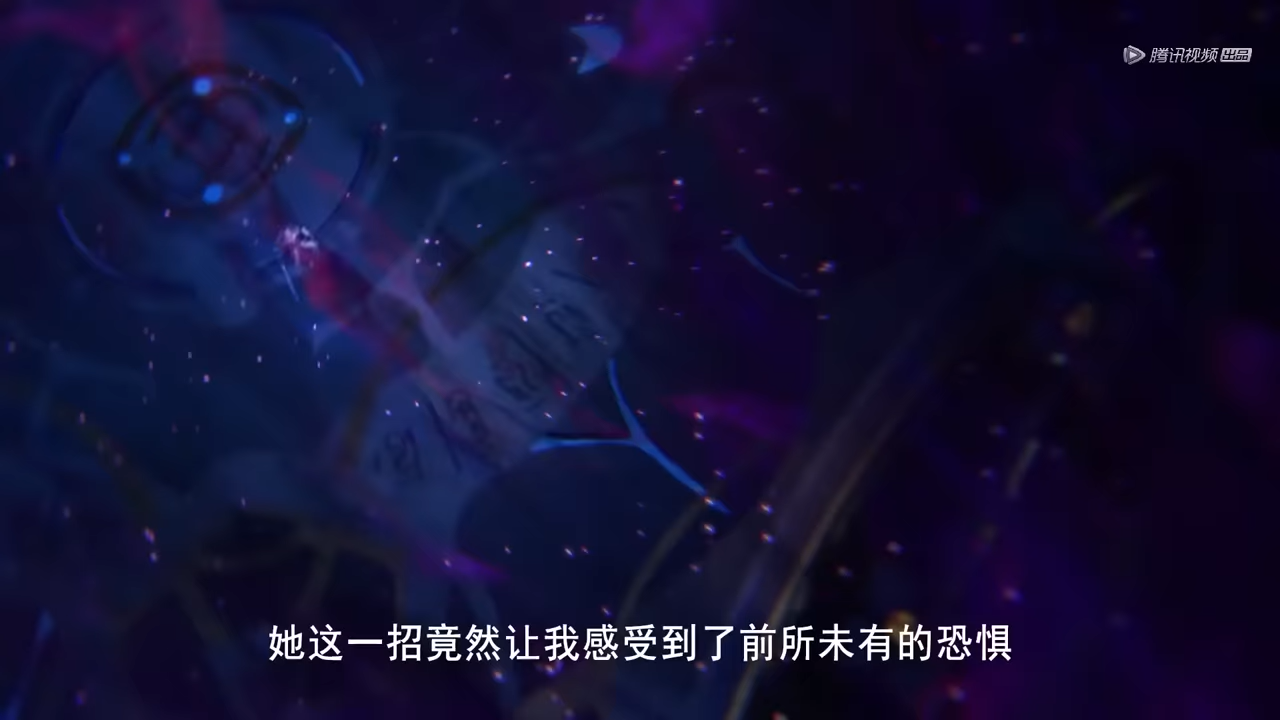 腾讯视频 出品
她这一招竟然让我感受到了前所未有的恐惧